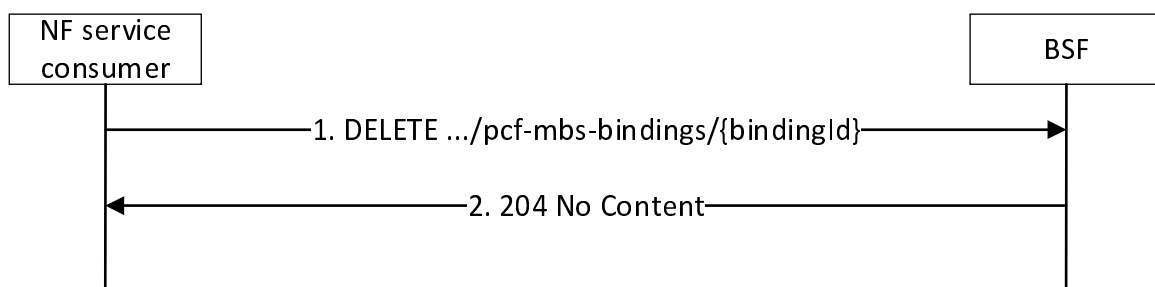 NF service
consumer
BSF
1. DELETE .../pcf-mbs-bindings/{bindingId}
2. 204 No Content